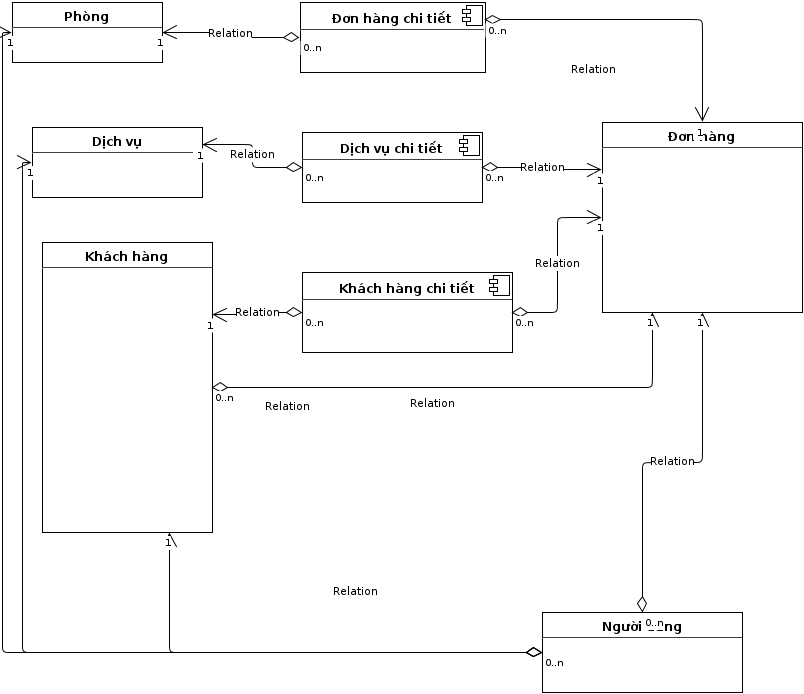 Phòng
1
1
Relation
0..n
Đơn hàng chi tiết
0..n
Relation
1
Đơn hàng
Dịch vụ
1
1
Relation
0..n
Dịch vụ chi tiết
0..n
Relation
1
1
Khách hàng
Relation
1
Relation
0..n
Khách hàng chi tiết
0..n
1
1
0..n
Relation
Relation
Relation
1
Relation
0..n
Người
0..n